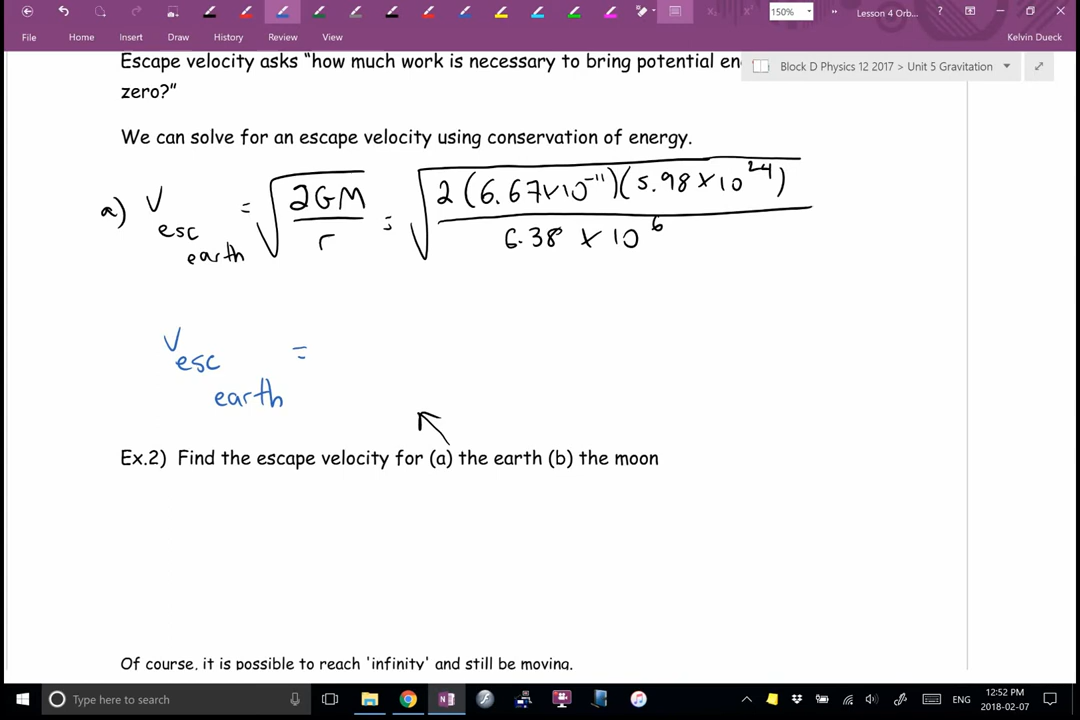 150%
Lesson 4 Orb...
File Home Insert Draw History Review View
Kelvin Dueck
Block D Physics 12 2017 > Unit 5 Gravitation
Escape velocity asks "how much work is necessary to bring potential en
zero?"
We can solve for an escape velocity using conservation of energy.
a) v esc earth = √(2GM / r) = √(2 (6.67×10⁻¹¹)(5.98×10²⁴) / 6.38 × 10⁶)
v esc earth =
Ex.2) Find the escape velocity for (a) the earth (b) the moon
Of course, it is possible to reach 'infinity' and still be moving.
Type here to search
ENG
12:52 PM
2018-02-07